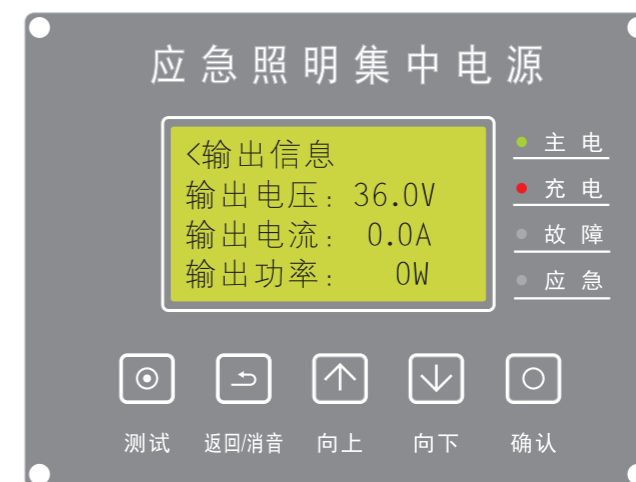 应急照明集中电源
<输出信息
输出电压: 36.0V
输出电流: 0.0A
输出功率: 0W
主电
充电
故障
应急
测试 返回/消音 向上 向下 确认